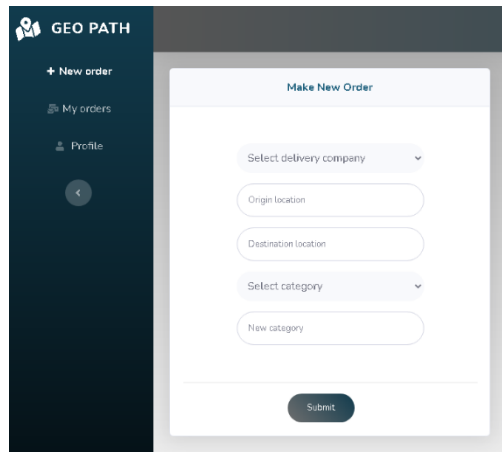 GEO PATH
+ New order
My orders
Profile
Make New Order
Select delivery company
Origin location
Destination location
Select category
New category
Submit